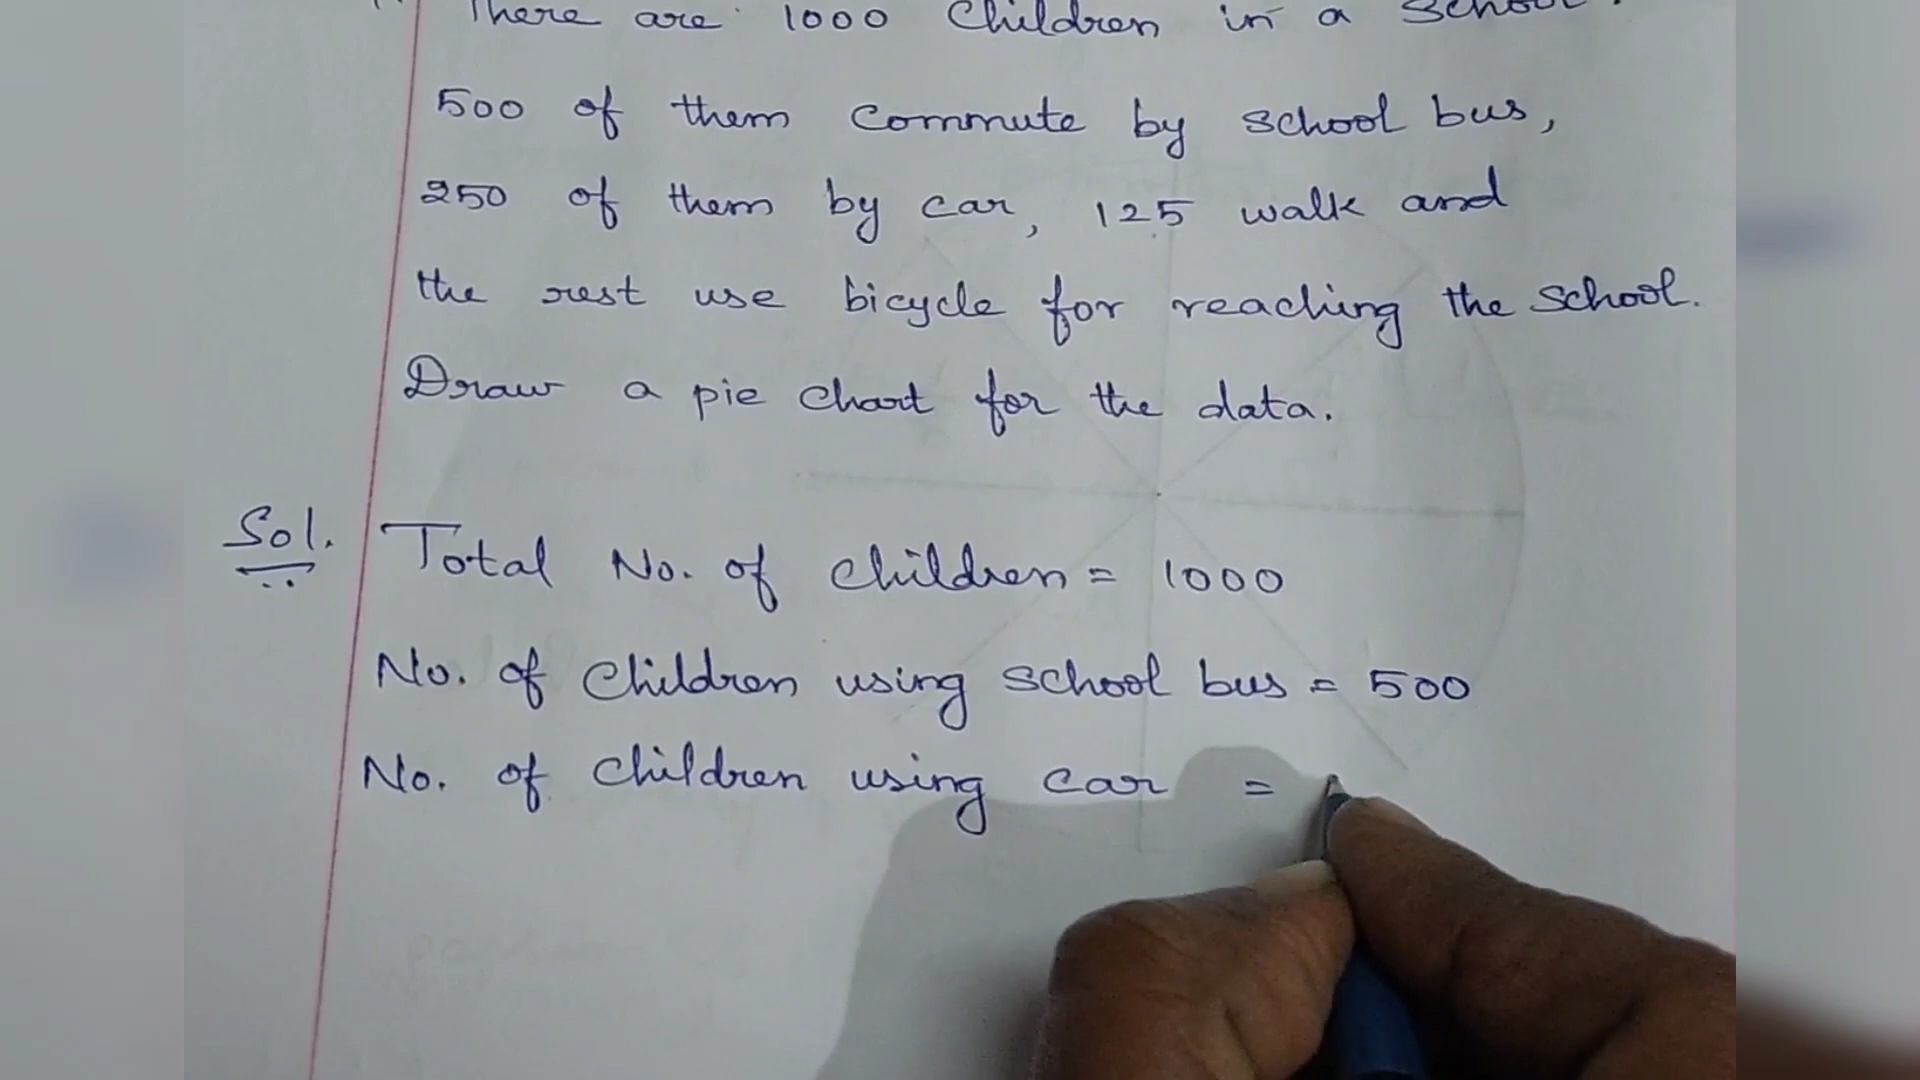 There are 1000 Children in a School.
500 of them commute by school bus,
250 of them by car, 125 walk and
the rest use bicycle for reaching the school.
Draw a pie chart for the data.
Sol. Total No. of children = 1000
No. of children using school bus = 500
No. of children using car =